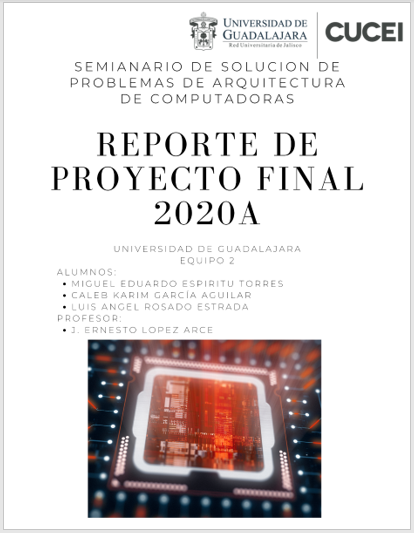 UNIVERSIDAD DE
GUADALAJARA
Red Universitaria de Jalisco
CUCEI
SEMIANARIO DE SOLUCION DE
PROBLEMAS DE ARQUITECTURA
DE COMPUTADORAS
REPORTE DE
PROYECTO FINAL
2020A
UNIVERSIDAD DE GUADALAJARA
EQUIPO 2
ALUMNOS:
• MIGUEL EDUARDO ESPIRITU TORRES
• CALEB KARIM GARCÍA AGUILAR
• LUIS ANGEL ROSADO ESTRADA
PROFESOR:
• J. ERNESTO LOPEZ ARCE